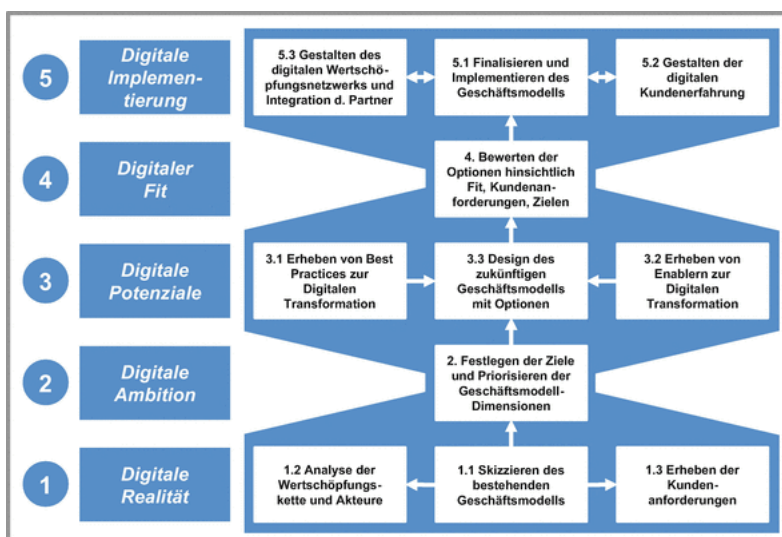 5
Digitale
Implemen-
tierung
5.3 Gestalten des
digitalen Wertschö-
pfungsnetzwerks und
Integration d. Partner
5.1 Finalisieren und
Implementieren des
Geschäftsmodells
5.2 Gestalten der
digitalen
Kundenerfahrung
4
Digitaler
Fit
4. Bewerten der
Optionen hinsichtlich
Fit, Kundenan-
forderungen, Zielen
3
Digitale
Potenziale
3.1 Erheben von Best
Practices zur
Digitalen
Transformation
3.3 Design des
zukünftigen
Geschäftsmodells
mit Optionen
3.2 Erheben von
Enablern zur
Digitalen
Transformation
2
Digitale
Ambition
2. Festlegen der Ziele
und Priorisieren der
Geschäftsmodell-
Dimensionen
1
Digitale
Realität
1.2 Analyse der
Wertschöpfungs-
kette und Akteure
1.1 Skizzieren des
bestehenden
Geschäftsmodells
1.3 Erheben der
Kunden-
anforderungen